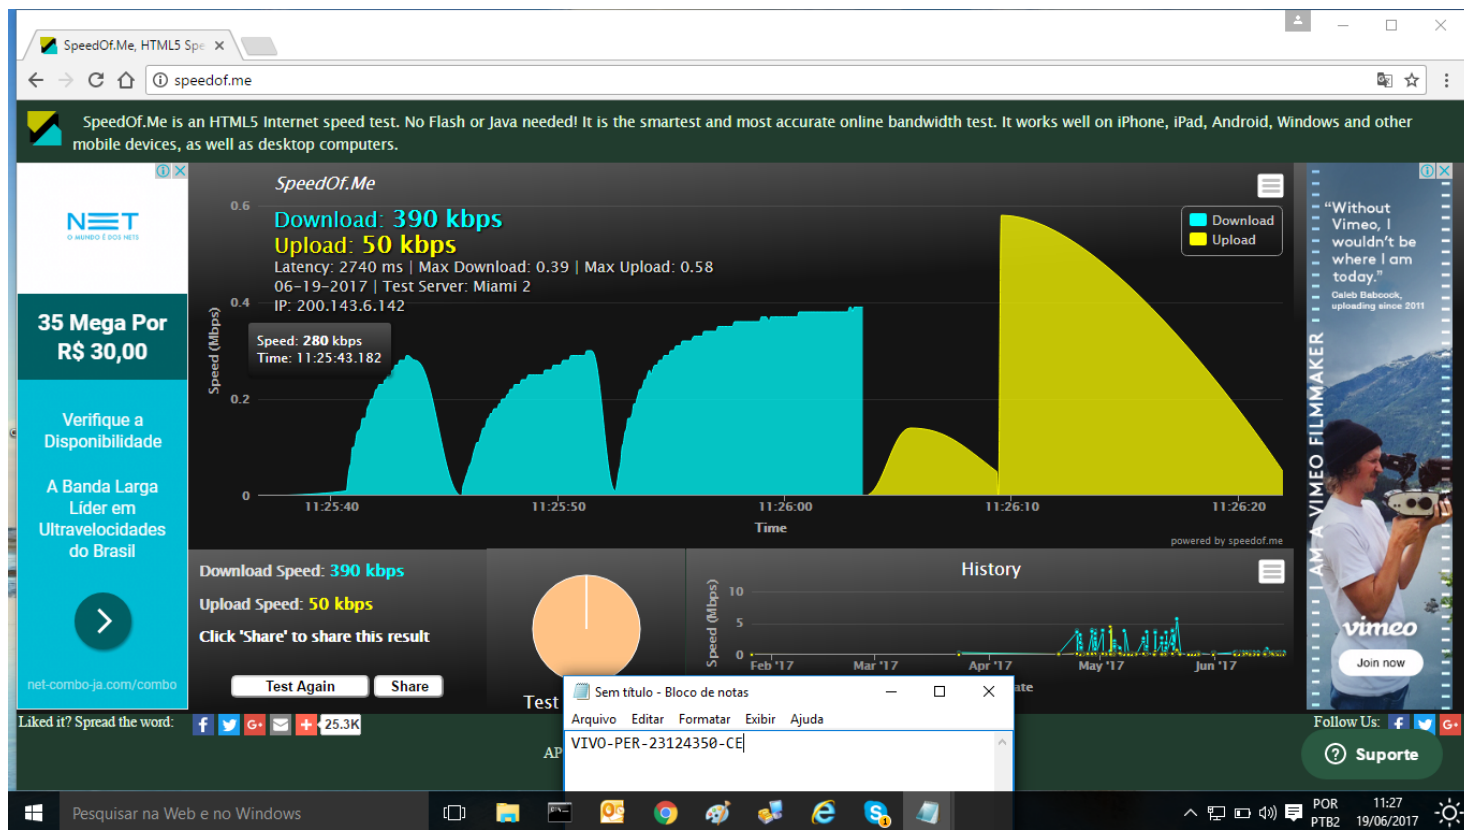 SpeedOf.Me, HTML5 Spe
speedof.me
SpeedOf.Me is an HTML5 Internet speed test. No Flash or Java needed! It is the smartest and most accurate online bandwidth test. It works well on iPhone, iPad, Android, Windows and other
mobile devices, as well as desktop computers.
NET
O MUNDO É DOS NETS
35 Mega Por
R$ 30,00
Verifique a
Disponibilidade
A Banda Larga
Líder em
Ultravelocidades
do Brasil
net-combo-ja.com/combo
SpeedOf.Me
Download: 390 kbps
Upload: 50 kbps
Latency: 2740 ms | Max Download: 0.39 | Max Upload: 0.58
06-19-2017 | Test Server: Miami 2
IP: 200.143.6.142
Download
Upload
Speed: 280 kbps
Time: 11:25:43.182
Speed (Mbps)
0.6
0.4
0.2
0
11:25:40 11:25:50 11:26:00 11:26:10 11:26:20
Time
powered by speedof.me
"Without
Vimeo, I
wouldn't be
where I am
today."
Caleb Babcock,
uploading since 2011
I AM A VIMEO FILMMAKER
vimeo
Join now
Download Speed: 390 kbps
Upload Speed: 50 kbps
Click 'Share' to share this result
Test Again Share
Test
History
Speed (Mbps)
10
5
0
Feb '17 Mar '17 Apr '17 May '17 Jun '17
ate
Liked it? Spread the word:
25.3K
AP
Follow Us:
Suporte
Sem título - Bloco de notas
Arquivo Editar Formatar Exibir Ajuda
VIVO-PER-23124350-CE
Pesquisar na Web e no Windows
POR
PTB2
11:27
19/06/2017